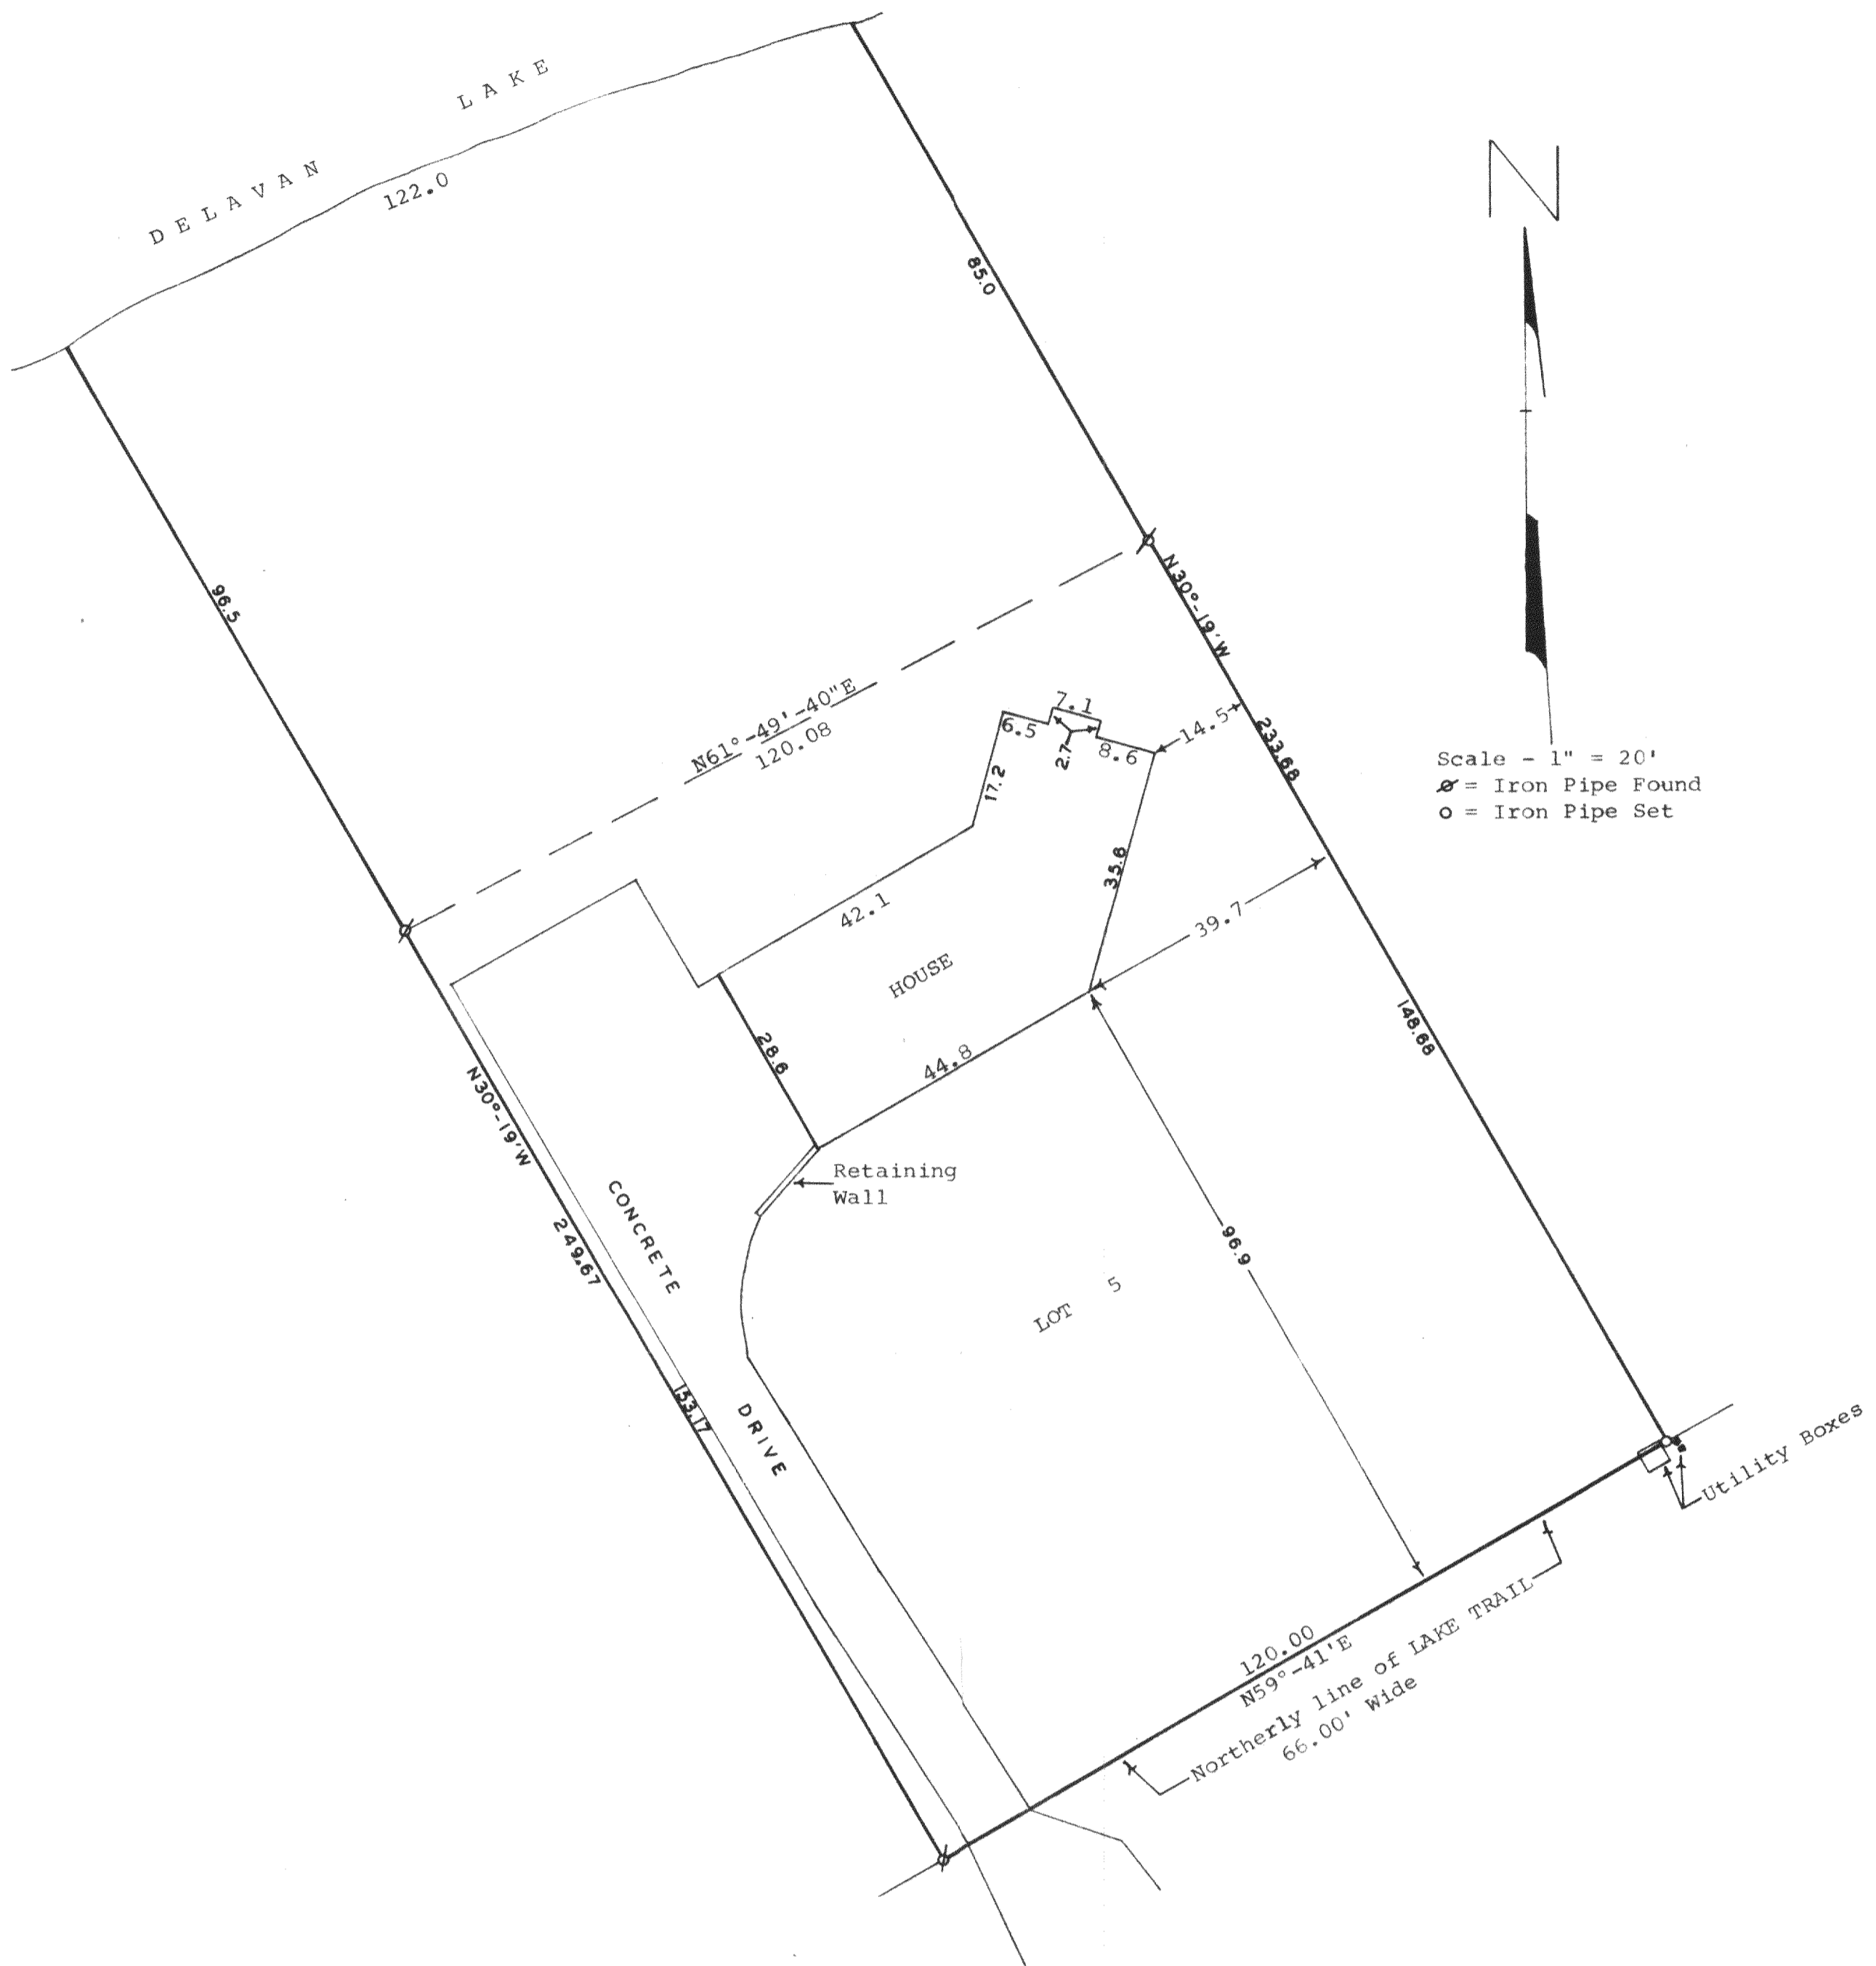 DELAVAN LAKE
122.0
N
85.0
96.5
N30°-19'W
233.68
Scale - 1" = 20'
ø = Iron Pipe Found
o = Iron Pipe Set
N61°-49'-40"E
120.08
7.1
6.5
2.7
8.6
14.5
17.2
35.6
42.1
39.7
HOUSE
148.68
28.6
44.8
N30°-19'W
Retaining
Wall
CONCRETE
249.67
96.9
LOT 5
153.17
DRIVE
Utility Boxes
120.00
N59°-41'E
Northerly line of LAKE TRAIL
66.00' Wide